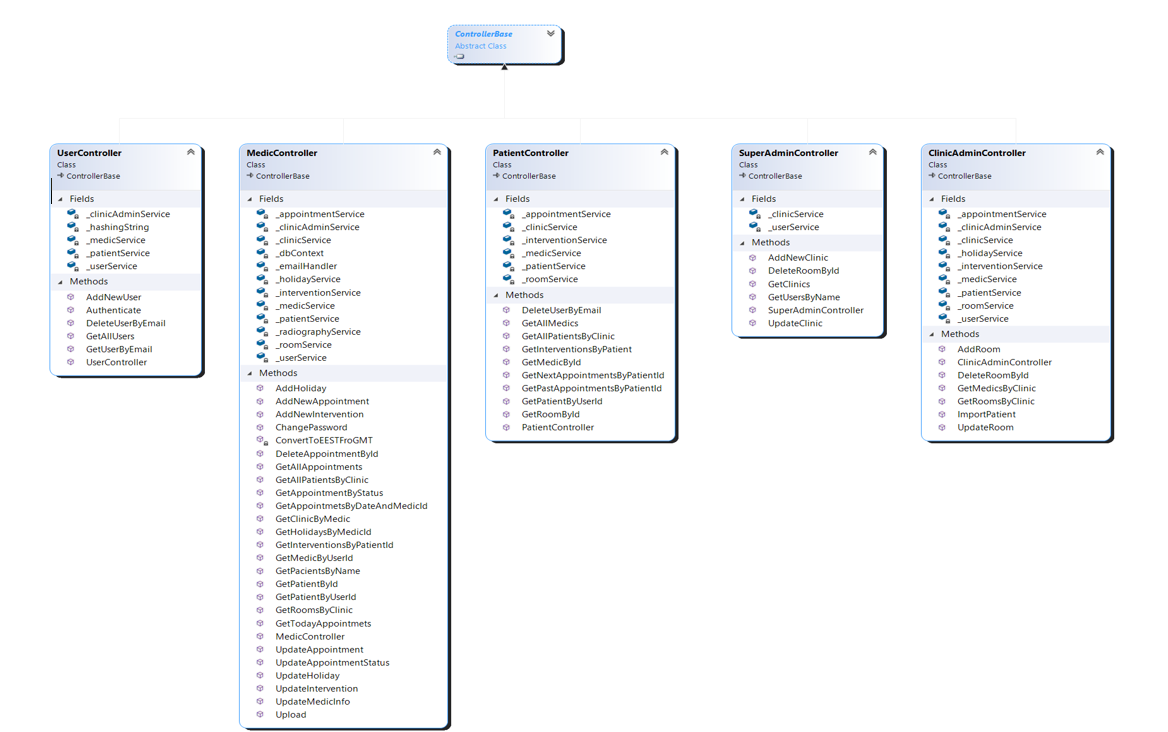 ControllerBase
Abstract Class
UserController
Class
ControllerBase
Fields
_clinicAdminService
_hashingString
_medicService
_patientService
_userService
Methods
AddNewUser
Authenticate
DeleteUserByEmail
GetAllUsers
GetUserByEmail
UserController
MedicController
Class
ControllerBase
Fields
_appointmentService
_clinicAdminService
_clinicService
_dbContext
_emailHandler
_holidayService
_interventionService
_medicService
_patientService
_radiographyService
_roomService
_userService
Methods
AddHoliday
AddNewAppointment
AddNewIntervention
ChangePassword
ConvertToEESTFroGMT
DeleteAppointmentById
GetAllAppointments
GetAllPatientsByClinic
GetAppointmentByStatus
GetAppointmetsByDateAndMedicId
GetClinicByMedic
GetHolidaysByMedicId
GetInterventionsByPatientId
GetMedicByUserId
GetPacientsByName
GetPatientById
GetPatientByUserId
GetRoomsByClinic
GetTodayAppointmets
MedicController
UpdateAppointment
UpdateAppointmentStatus
UpdateHoliday
UpdateIntervention
UpdateMedicInfo
Upload
PatientController
Class
ControllerBase
Fields
_appointmentService
_clinicService
_interventionService
_medicService
_patientService
_roomService
Methods
DeleteUserByEmail
GetAllMedics
GetAllPatientsByClinic
GetInterventionsByPatient
GetMedicById
GetNextAppointmentsByPatientId
GetPastAppointmentsByPatientId
GetPatientByUserId
GetRoomById
PatientController
SuperAdminController
Class
ControllerBase
Fields
_clinicService
_userService
Methods
AddNewClinic
DeleteRoomById
GetClinics
GetUsersByName
SuperAdminController
UpdateClinic
ClinicAdminController
Class
ControllerBase
Fields
_appointmentService
_clinicAdminService
_clinicService
_holidayService
_interventionService
_medicService
_patientService
_roomService
_userService
Methods
AddRoom
ClinicAdminController
DeleteRoomById
GetMedicsByClinic
GetRoomsByClinic
ImportPatient
UpdateRoom